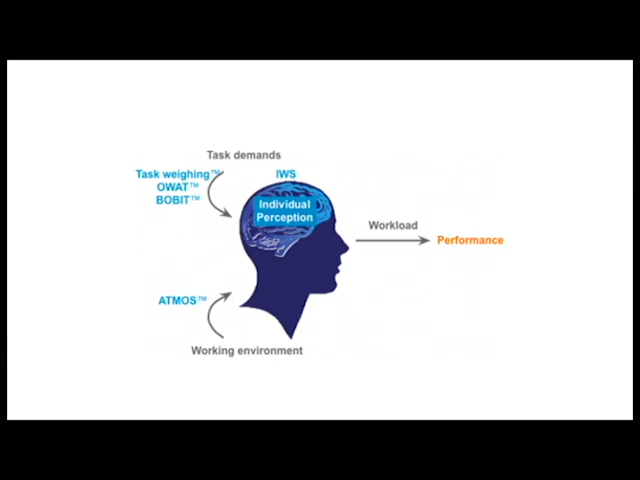 Task demands
Task weighing™
OWAT™
BOBIT™
IWS
Individual
Perception
Workload
Performance
ATMOS™
Working environment